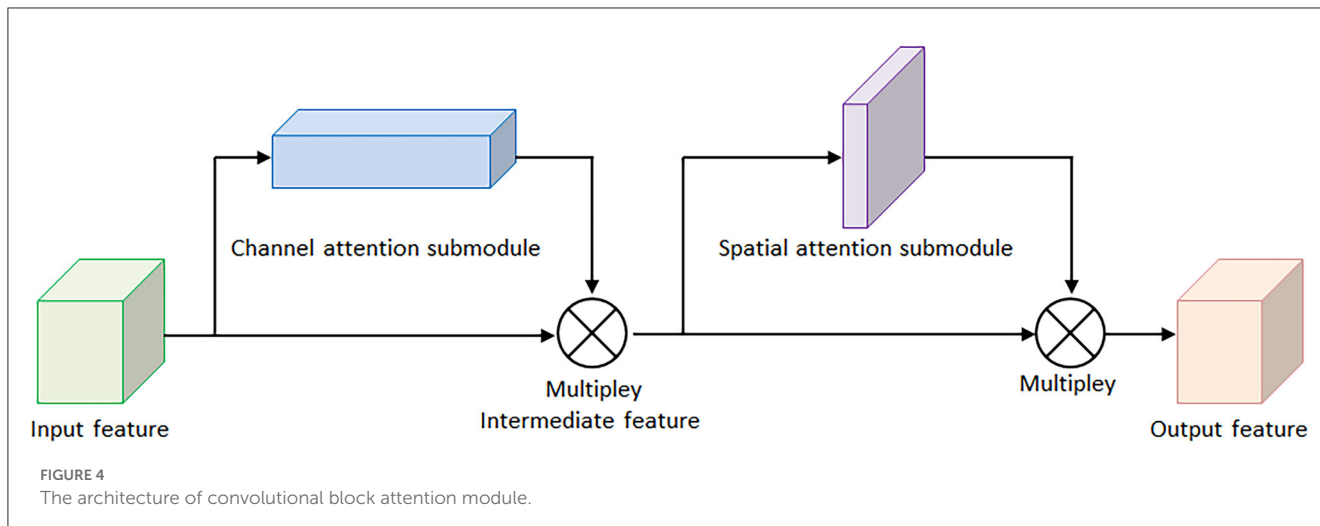 Channel attention submodule
Spatial attention submodule
Multipley
Intermediate feature
Multipley
Input feature
Output feature
FIGURE 4
The architecture of convolutional block attention module.